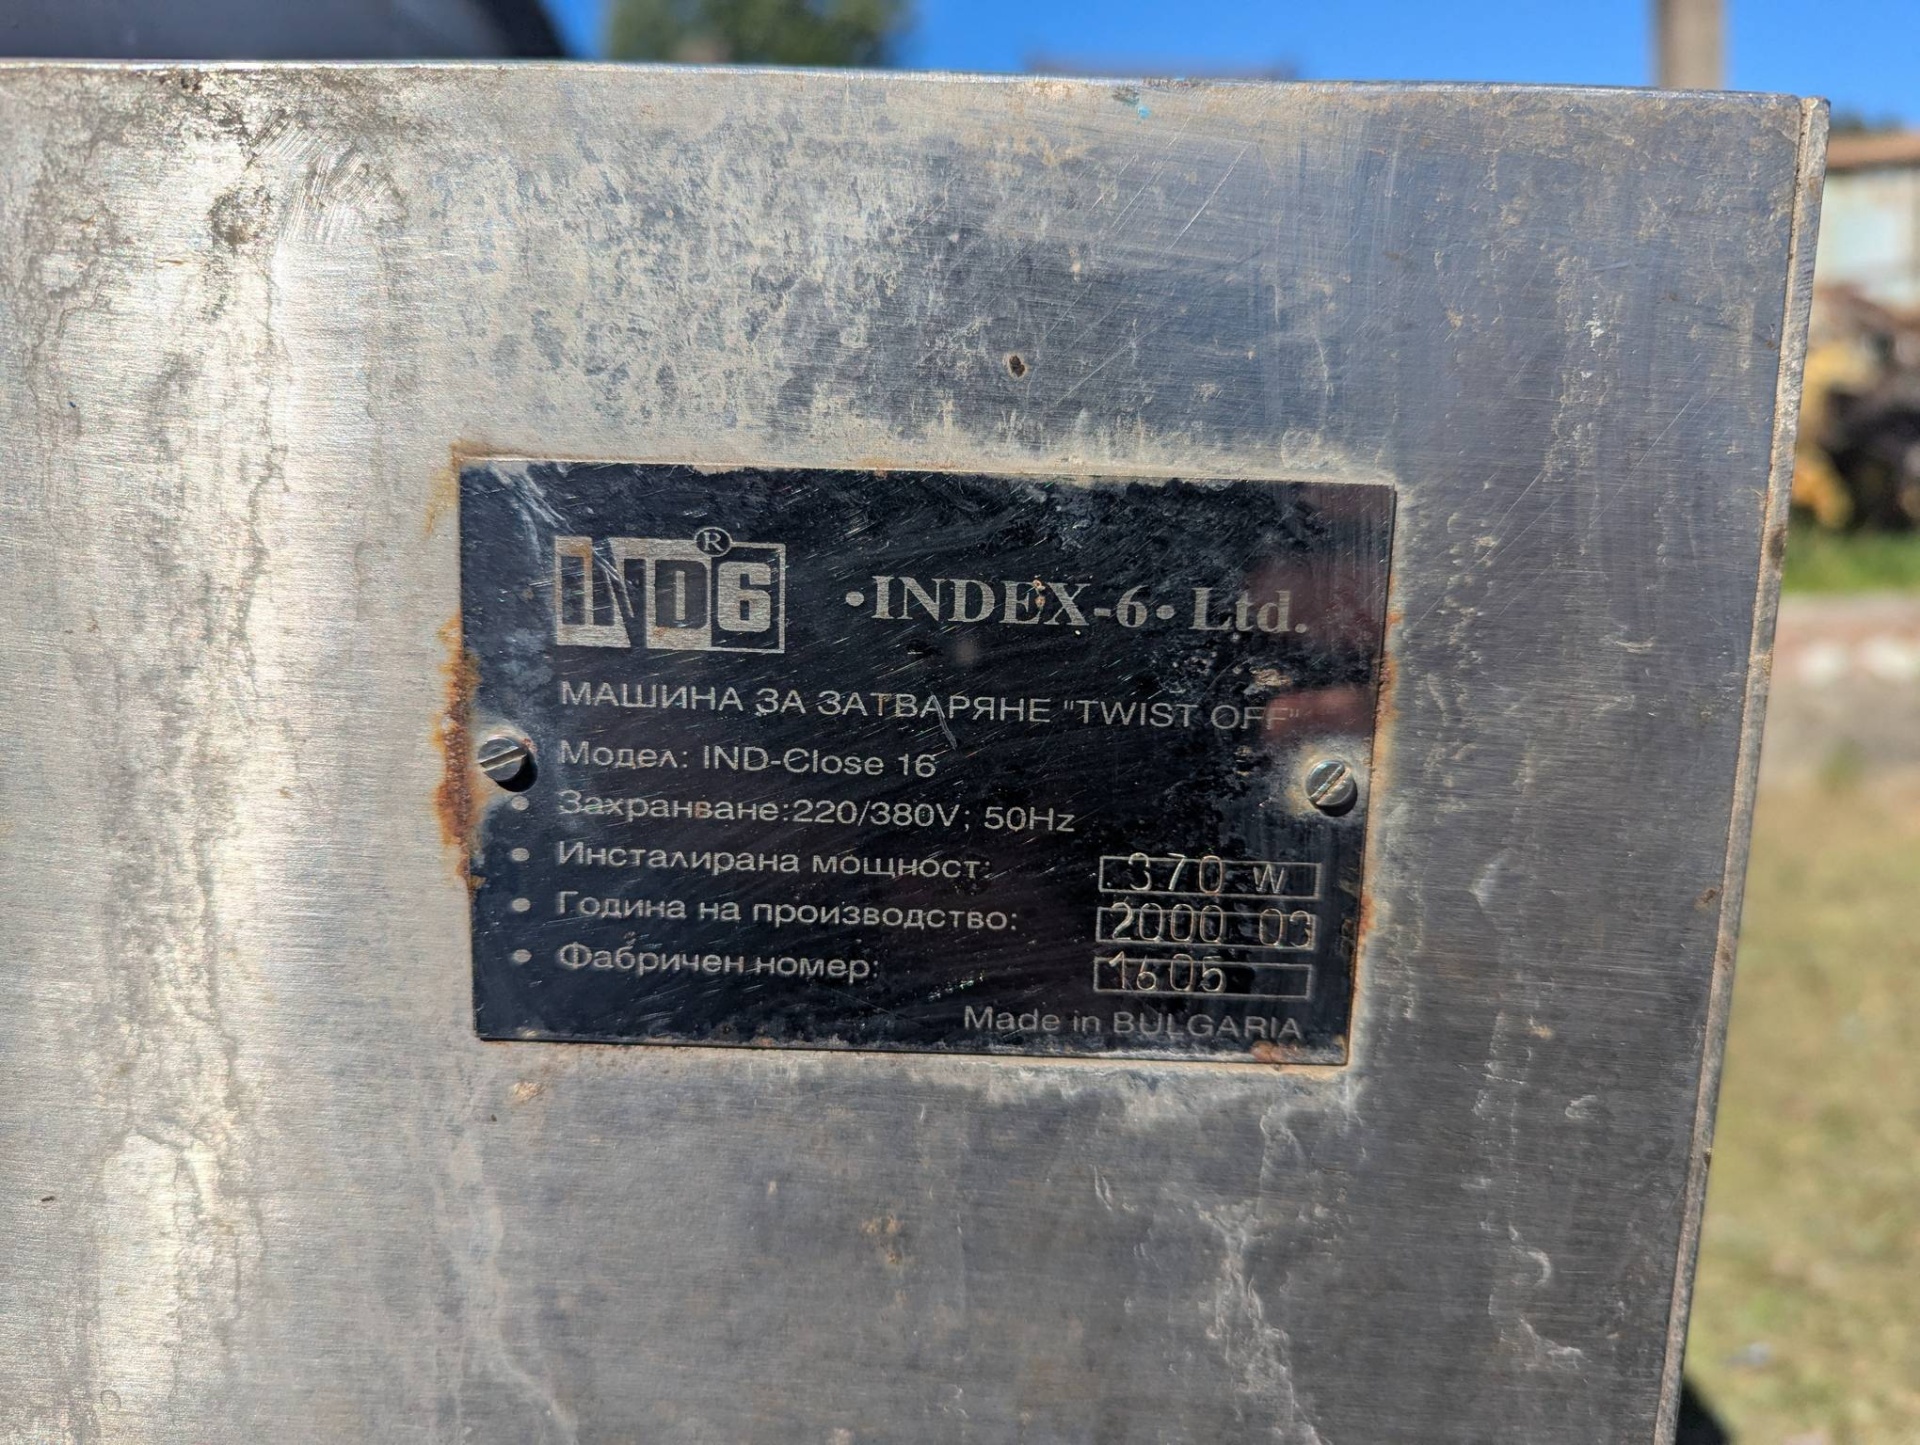 IND6 ® •INDEX-6• Ltd.
МАШИНА ЗА ЗАТВАРЯНЕ "TWIST OFF"
Модел: IND-Close 16
• Захранване:220/380V; 50Hz
• Инсталирана мощност: 370 W
• Година на производство: 2000 03
• Фабричен номер: 1605
Made in BULGARIA